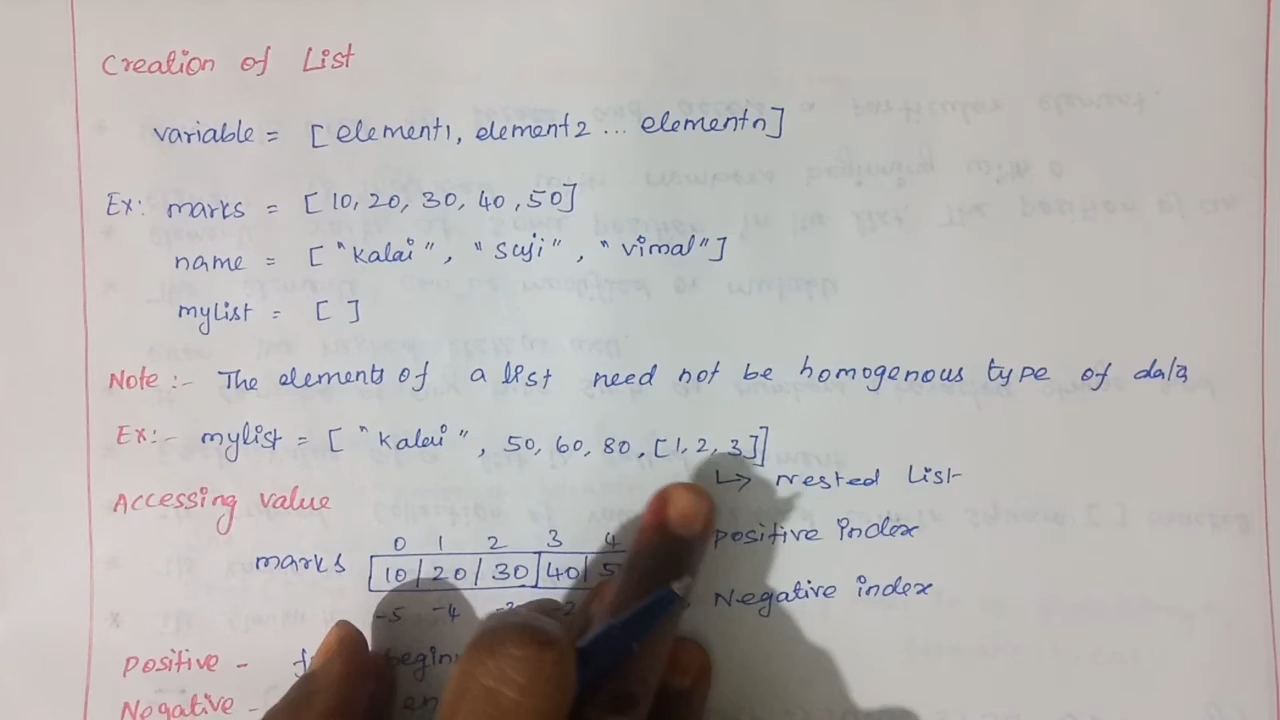 Creation of List
variable = [element1, element2 ... elementn]
Ex: marks = [10, 20, 30, 40, 50]
name = ["Kalai", "Suji", "Vimal"]
mylist = [ ]
Note:- The elements of a list need not be homogenous type of data
Ex:- mylist = ["Kalai", 50, 60, 80, [1, 2, 3]]
↳ Nested List
Accessing value
0 1 2 3 4
Positive index
marks 10 20 30 40 5
-5 -4 -3 -2
Negative index
Positive -
Negative -